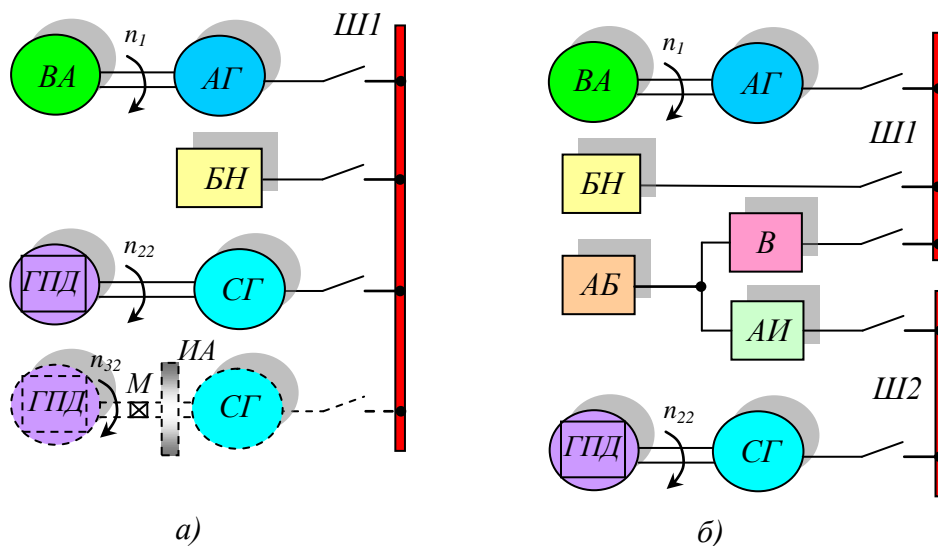 n1
Ш1
ВА
АГ
БН
n22
ГПД
СГ
n32
ИА
М
ГПД
СГ
а)
n1
ВА
АГ
Ш1
БН
В
АБ
АИ
Ш2
n22
ГПД
СГ
б)